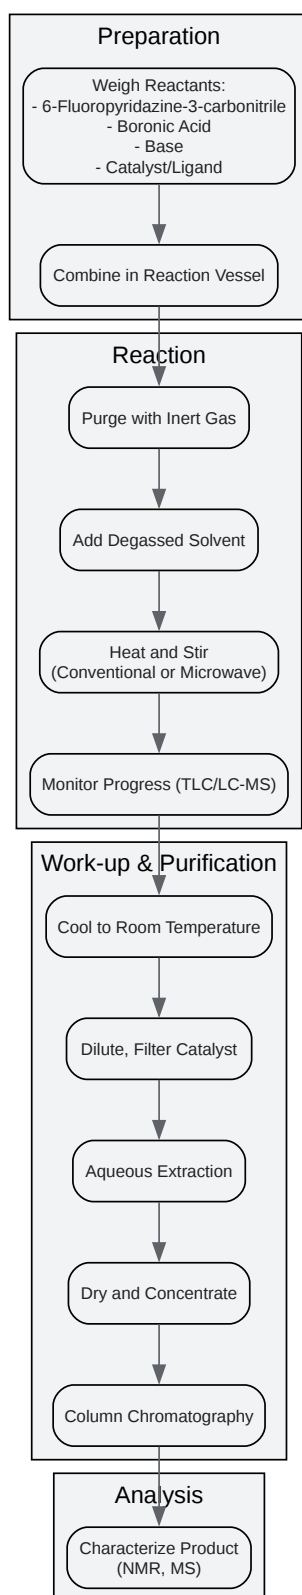 Preparation
Weigh Reactants:
- 6-Fluoropyridazine-3-carbonitrile
- Boronic Acid
- Base
- Catalyst/Ligand
Combine in Reaction Vessel
Reaction
Purge with Inert Gas
Add Degassed Solvent
Heat and Stir
(Conventional or Microwave)
Monitor Progress (TLC/LC-MS)
Work-up & Purification
Cool to Room Temperature
Dilute, Filter Catalyst
Aqueous Extraction
Dry and Concentrate
Column Chromatography
Analysis
Characterize Product
(NMR, MS)